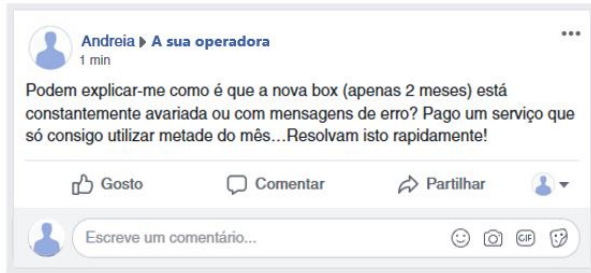 Andreia ▸ A sua operadora
1 min
Podem explicar-me como é que a nova box (apenas 2 meses) está
constantemente avariada ou com mensagens de erro? Pago um serviço que
só consigo utilizar metade do mês...Resolvam isto rapidamente!
Gosto Comentar Partilhar
Escreve um comentário... GIF